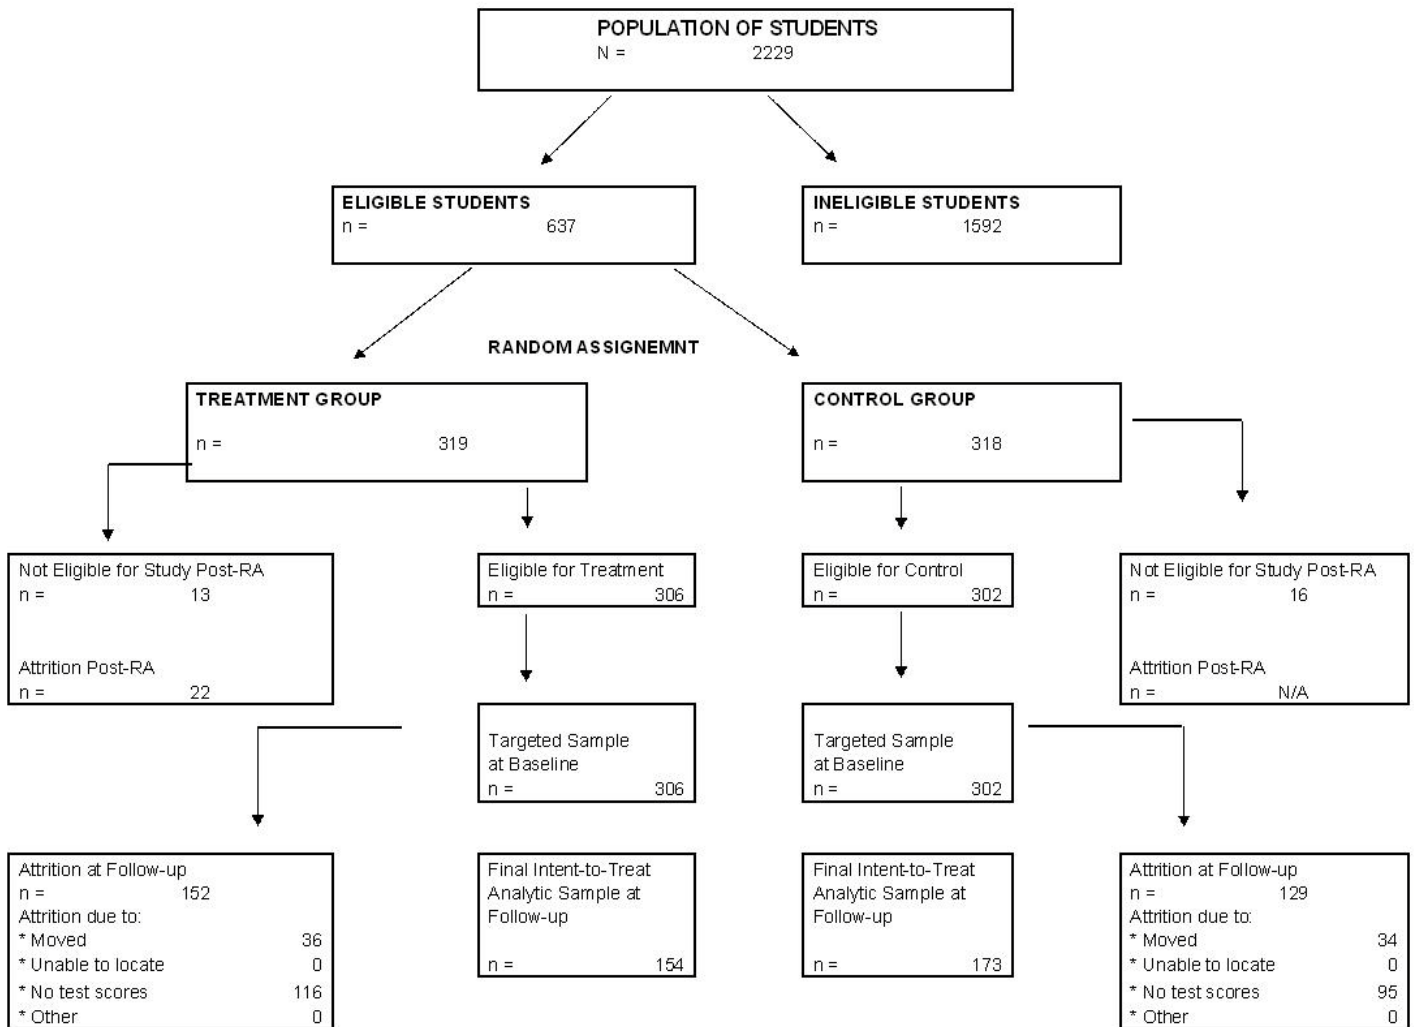 POPULATION OF STUDENTS
N = 2229
ELIGIBLE STUDENTS
n = 637
INELIGIBLE STUDENTS
n = 1592
RANDOM ASSIGNEMNT
TREATMENT GROUP
n = 319
CONTROL GROUP
n = 318
Not Eligible for Study Post-RA
n = 13
Attrition Post-RA
n = 22
Eligible for Treatment
n = 306
Eligible for Control
n = 302
Not Eligible for Study Post-RA
n = 16
Attrition Post-RA
n = N/A
Targeted Sample
at Baseline
n = 306
Targeted Sample
at Baseline
n = 302
Attrition at Follow-up
n = 152
Attrition due to:
* Moved 36
* Unable to locate 0
* No test scores 116
* Other 0
Final Intent-to-Treat
Analytic Sample at
Follow-up
n = 154
Final Intent-to-Treat
Analytic Sample at
Follow-up
n = 173
Attrition at Follow-up
n = 129
Attrition due to:
* Moved 34
* Unable to locate 0
* No test scores 95
* Other 0